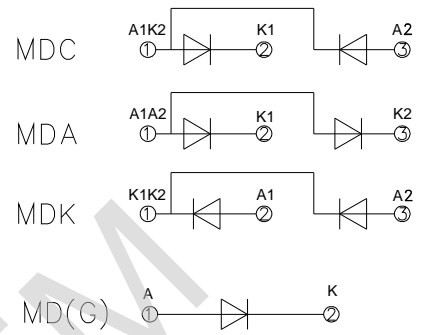 A1K2 K1 A2
MDC ① ② ③
A1A2 K1 K2
MDA ① ② ③
K1K2 A1 A2
MDK ① ② ③
A K
MD(G) ① ②